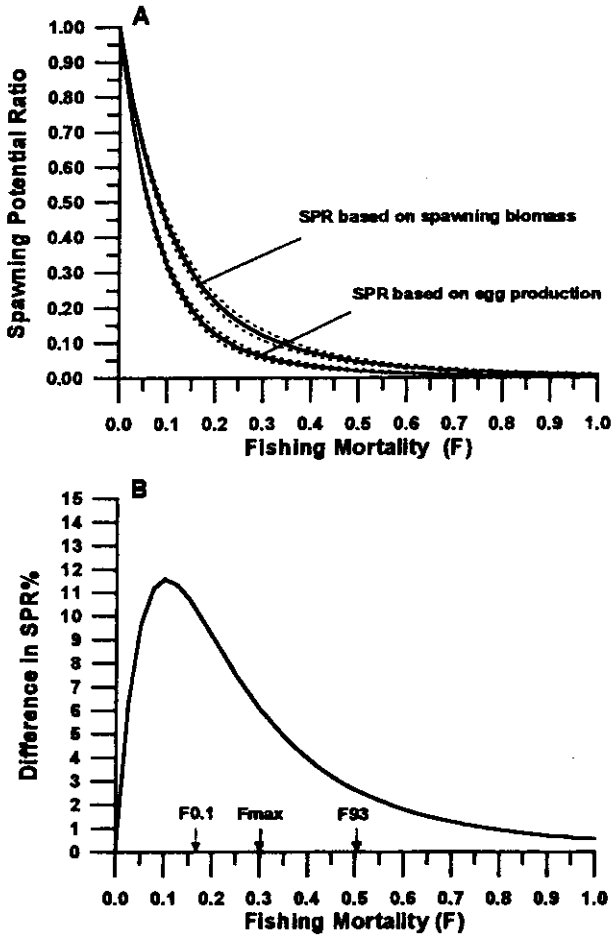 A
1.00
0.90
0.80
0.70
0.60
0.50
0.40
0.30
0.20
0.10
0.00
Spawning Potential Ratio
SPR based on spawning biomass
SPR based on egg production
0.0 0.1 0.2 0.3 0.4 0.5 0.6 0.7 0.8 0.9 1.0
Fishing Mortality (F)
B
15
14
13
12
11
10
9
8
7
6
5
4
3
2
1
0
Difference in SPR%
F0.1 Fmax F93
0.0 0.1 0.2 0.3 0.4 0.5 0.6 0.7 0.8 0.9 1.0
Fishing Mortality (F)